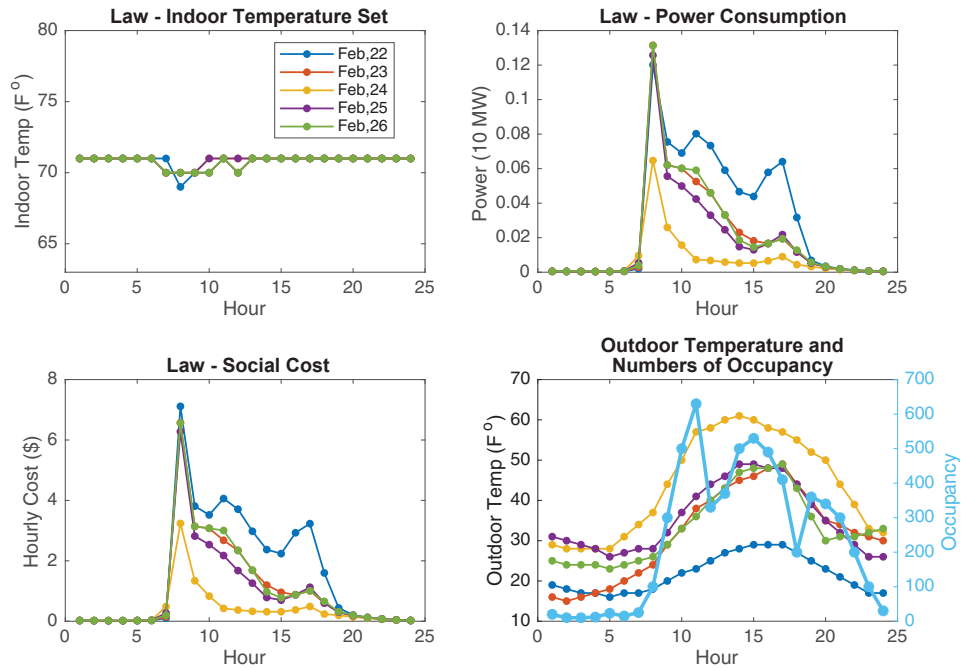 Law - Indoor Temperature Set
80
75
70
65
Indoor Temp (F°)
0 5 10 15 20 25
Hour
Feb,22
Feb,23
Feb,24
Feb,25
Feb,26
Law - Power Consumption
0.14
0.12
0.1
0.08
0.06
0.04
0.02
0
Power (10 MW)
0 5 10 15 20 25
Hour
Law - Social Cost
8
6
4
2
0
Hourly Cost ($)
0 5 10 15 20 25
Hour
Outdoor Temperature and
Numbers of Occupancy
70
60
50
40
30
20
10
Outdoor Temp (F°)
0 5 10 15 20 25
Hour
700
600
500
400
300
200
100
0
Occupancy